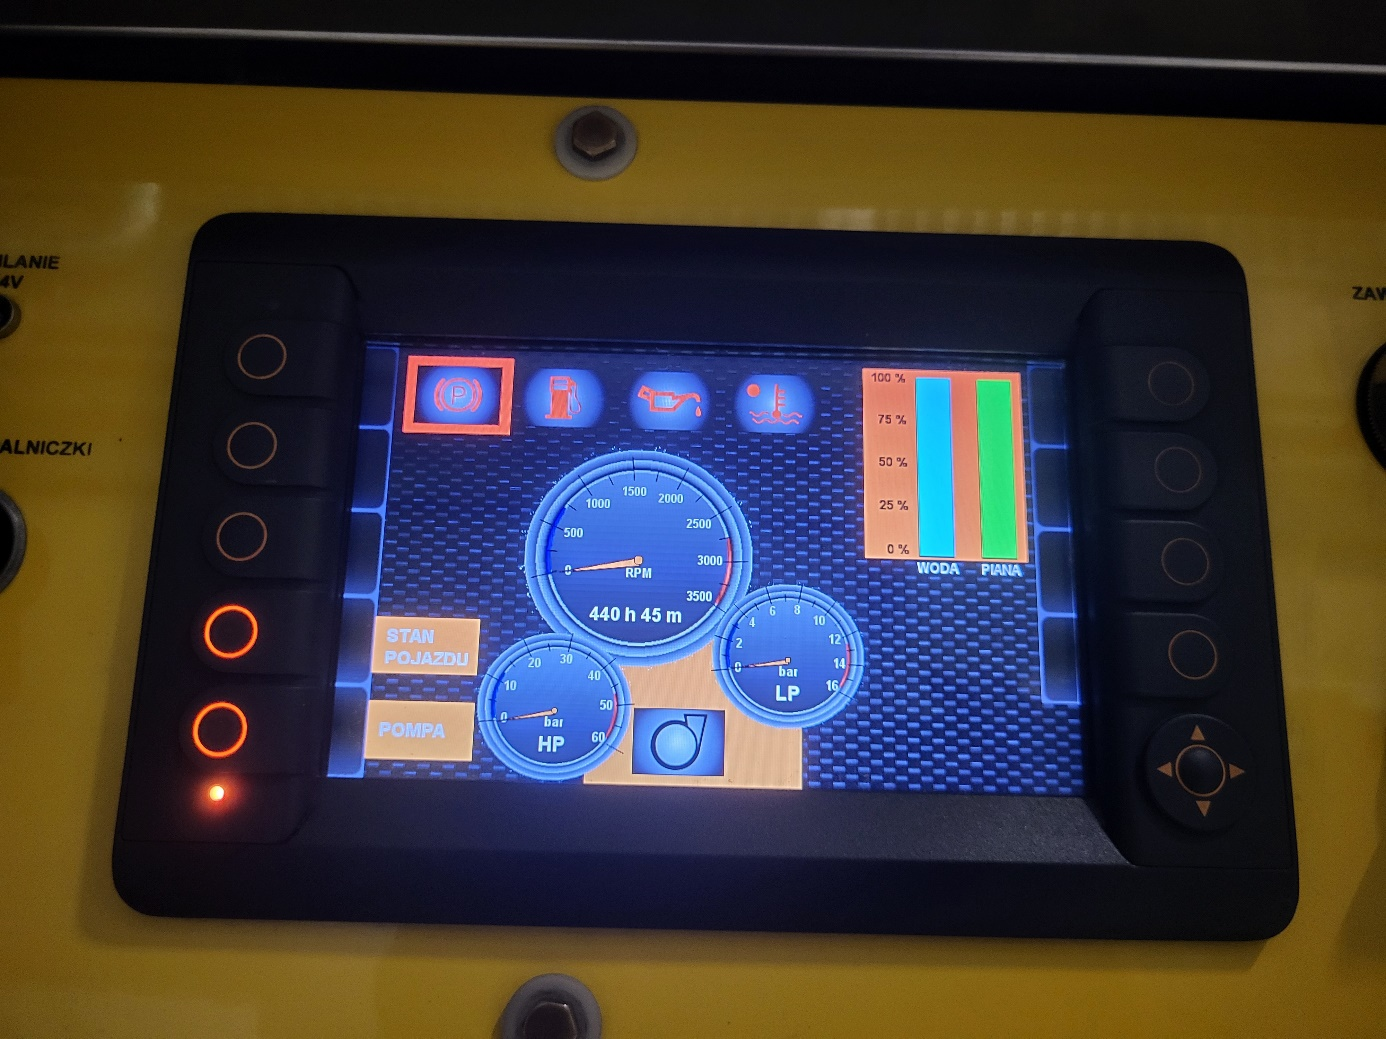 ILANIE
4V
ALNICZKI
ZAW
P
100 %
75 %
50 %
25 %
0 %
WODA PIANA
0 500 1000 1500 2000 2500 3000 3500
RPM
440 h 45 m
STAN
POJAZDU
POMPA
0 10 20 30 40 50 60
bar
HP
0 2 4 6 8 10 12 14 16
bar
LP